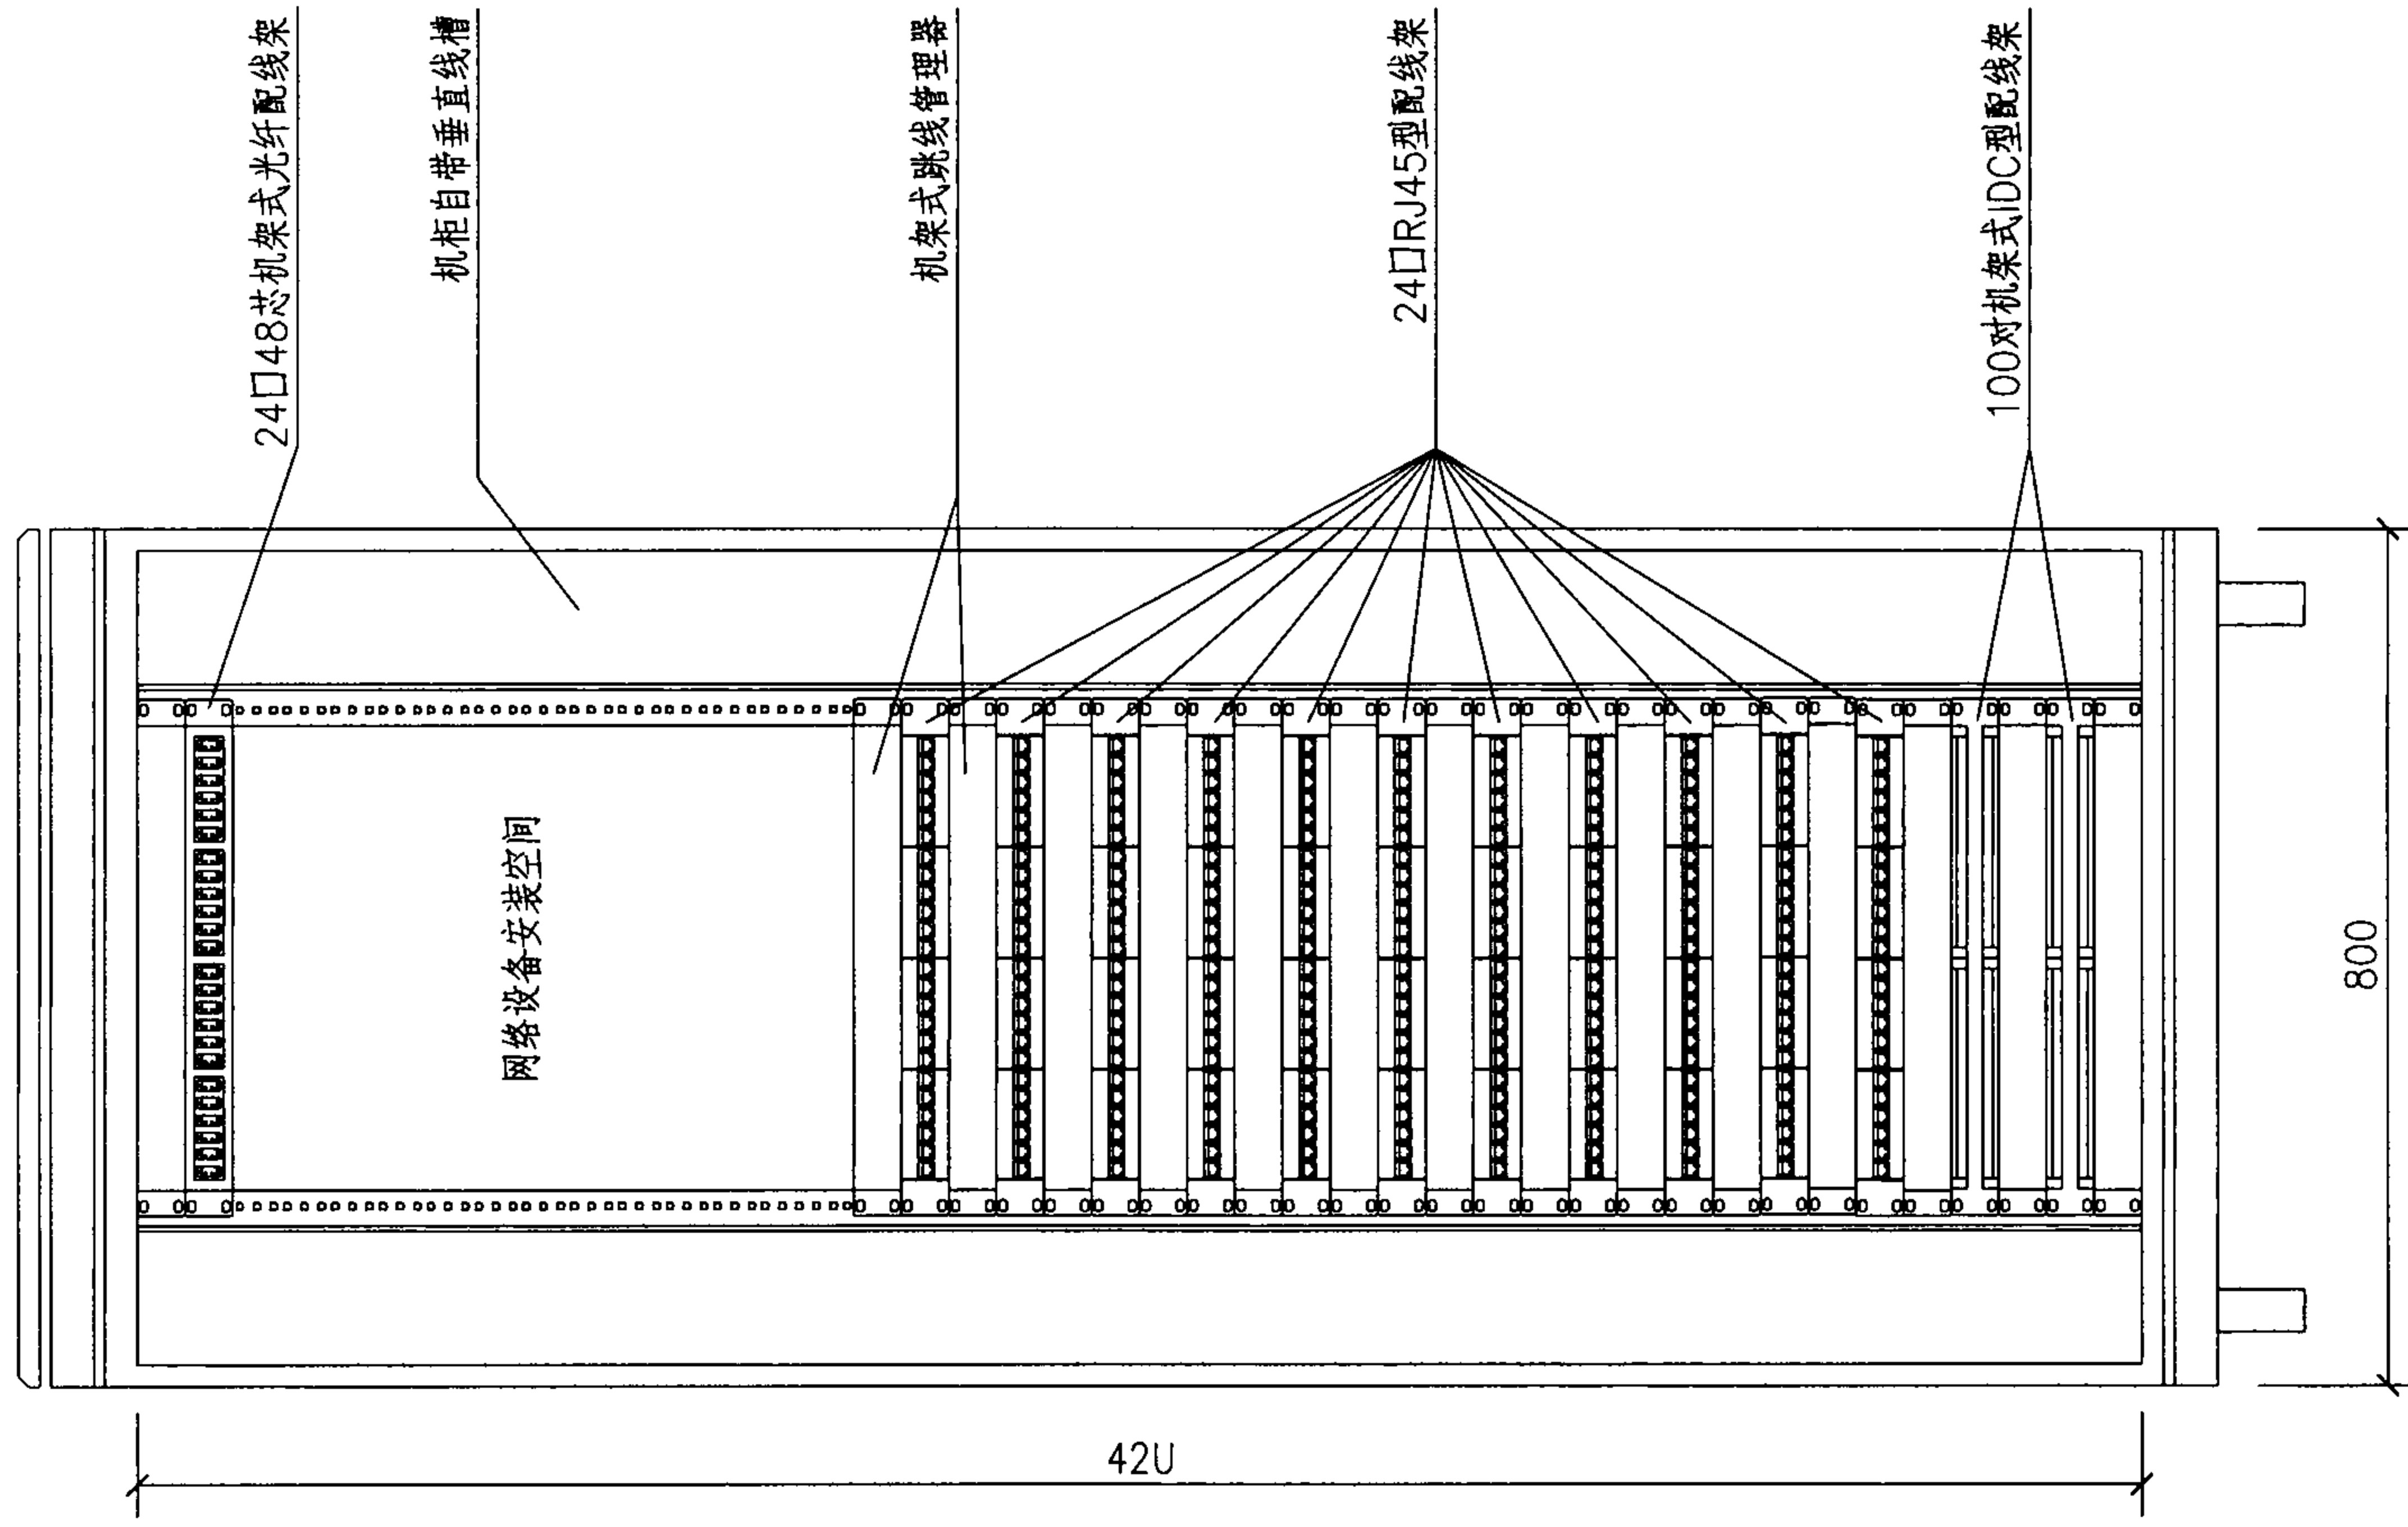 24口48芯机架式光纤配线架
机柜自带垂直线槽
机架式跳线管理器
24口RJ45型配线架
100对机架式IDC型配线架
网络设备安装空间
800
42U